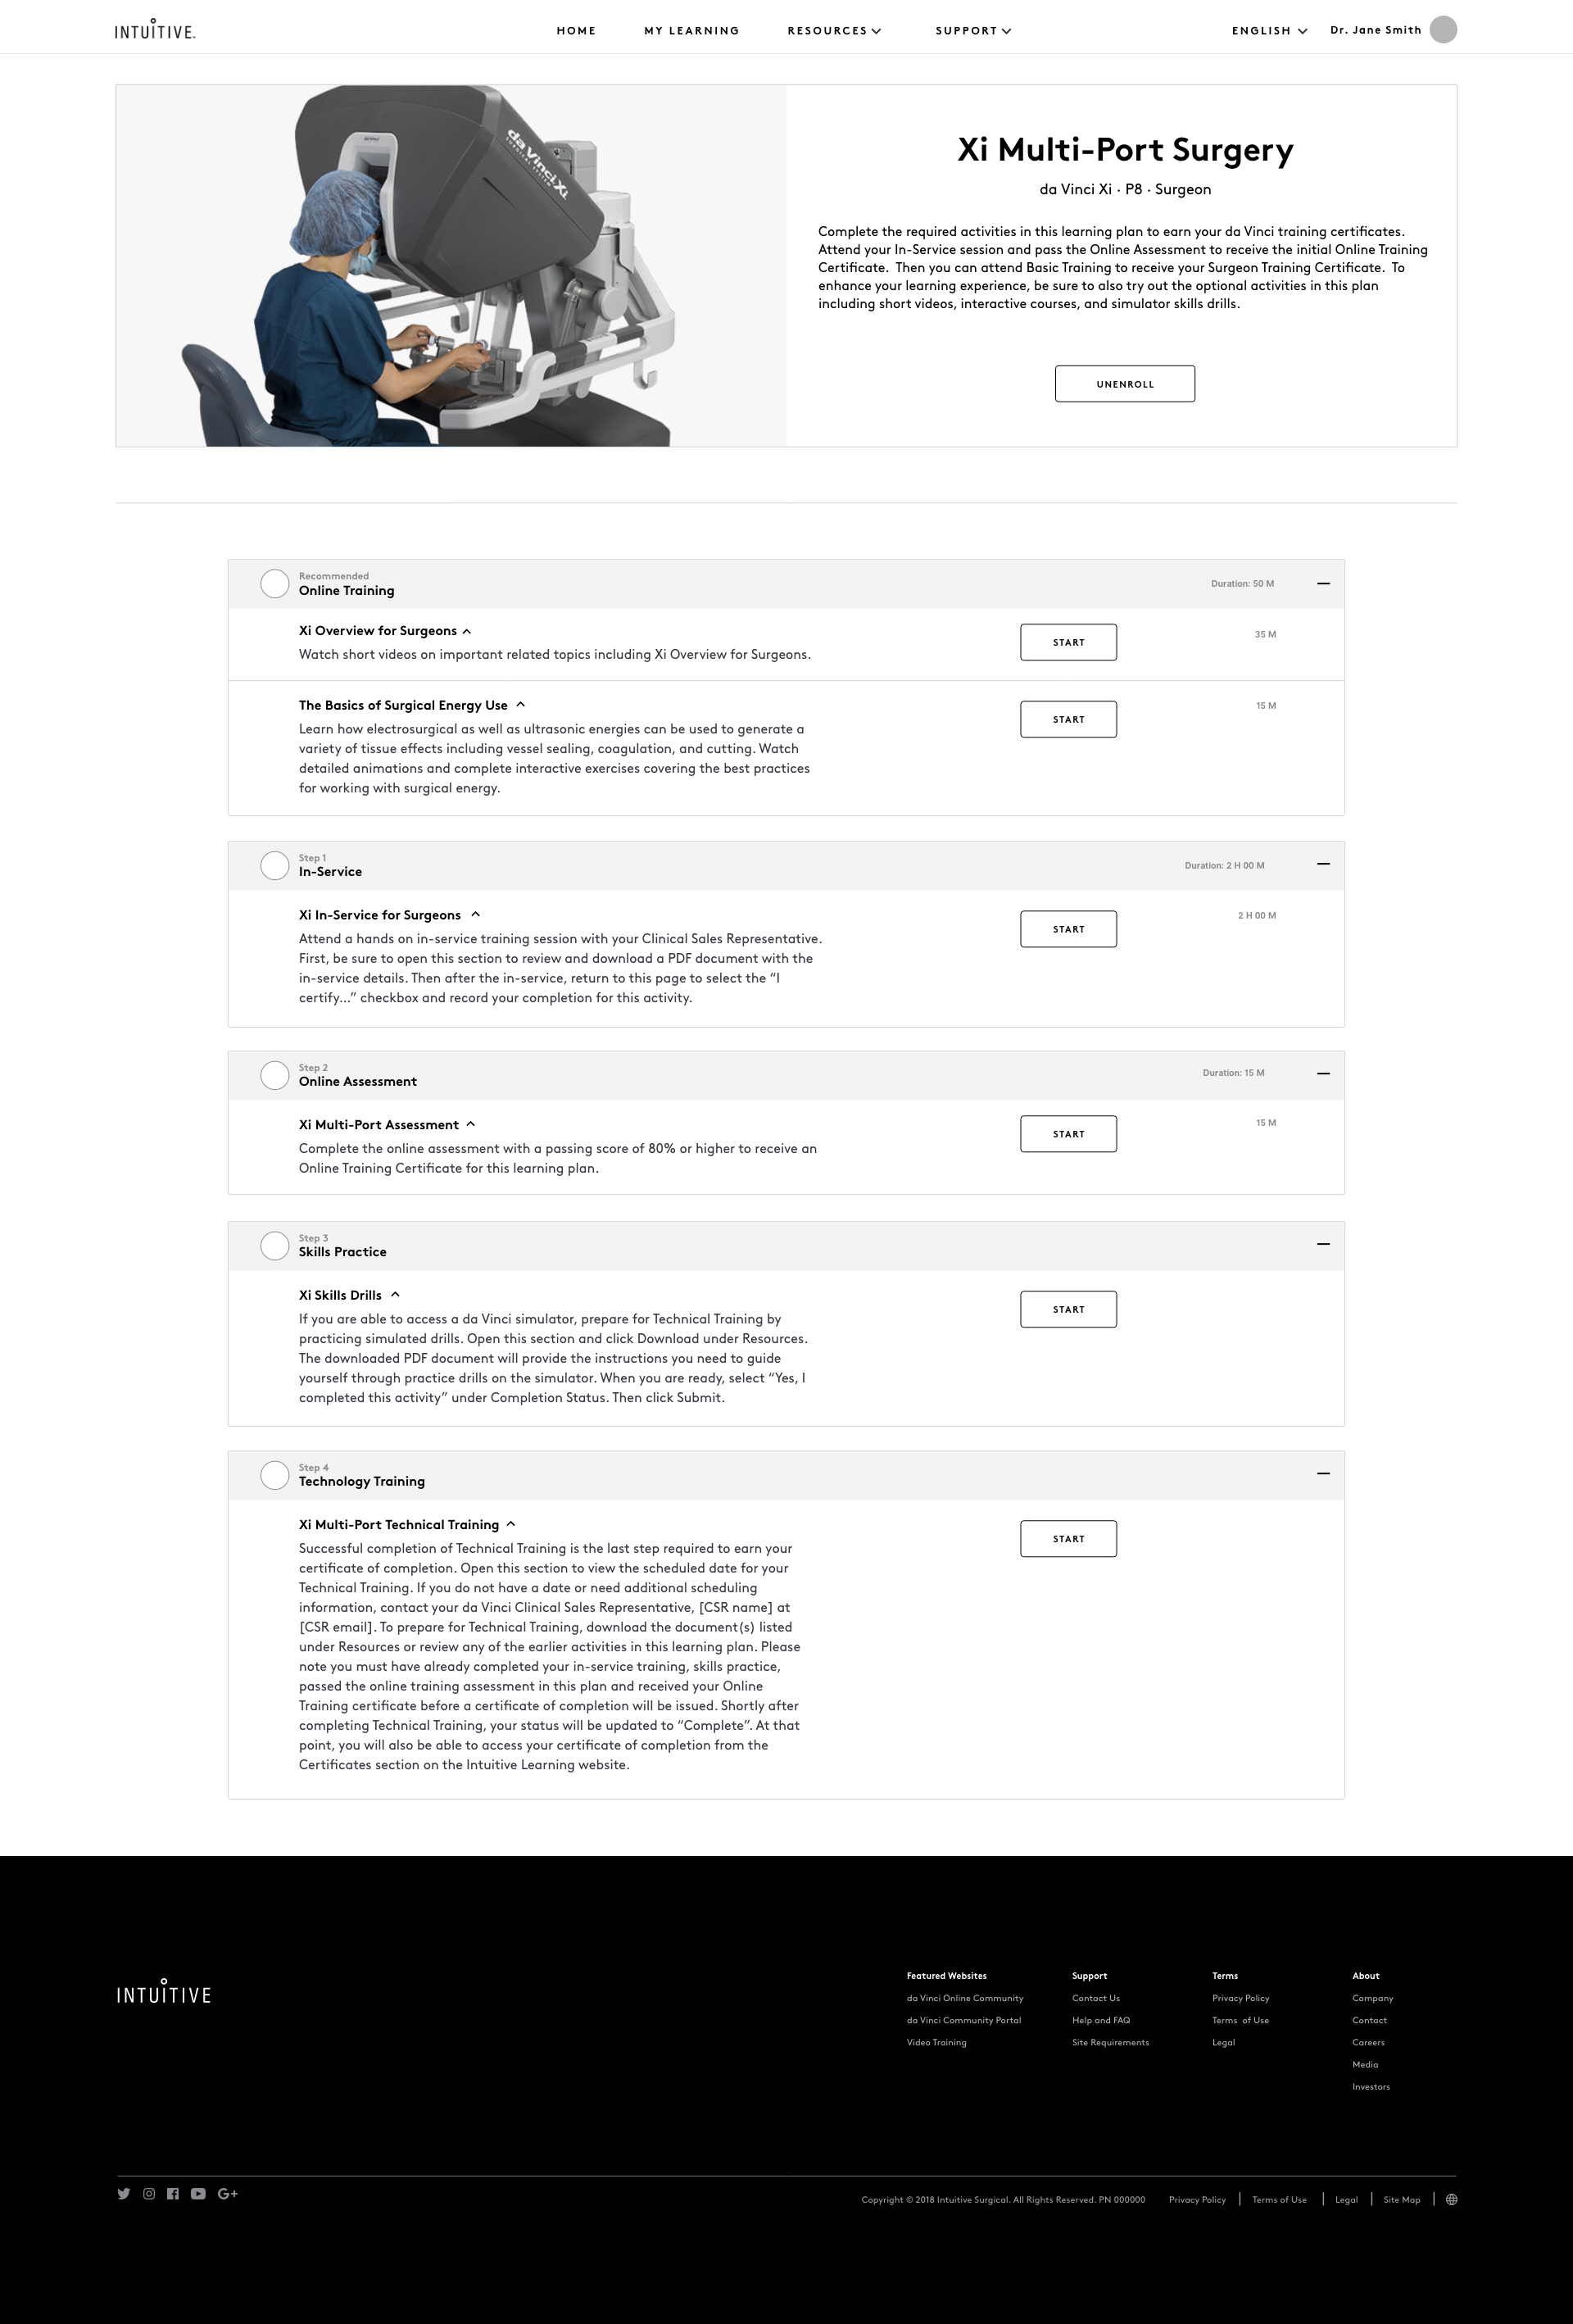 INTUITIVE
HOME
MY LEARNING
RESOURCES
SUPPORT
ENGLISH
Dr. Jane Smith
da Vinci Xi
SURGICAL SYSTEM
Xi Multi-Port Surgery
da Vinci Xi · P8 · Surgeon
Complete the required activities in this learning plan to earn your da Vinci training certificates.
Attend your In-Service session and pass the Online Assessment to receive the initial Online Training
Certificate.  Then you can attend Basic Training to receive your Surgeon Training Certificate.  To
enhance your learning experience, be sure to also try out the optional activities in this plan
including short videos, interactive courses, and simulator skills drills.
UNENROLL
Recommended
Online Training
Duration: 50 M
Xi Overview for Surgeons
START
35 M
Watch short videos on important related topics including Xi Overview for Surgeons.
The Basics of Surgical Energy Use
START
15 M
Learn how electrosurgical as well as ultrasonic energies can be used to generate a
variety of tissue effects including vessel sealing, coagulation, and cutting. Watch
detailed animations and complete interactive exercises covering the best practices
for working with surgical energy.
Step 1
In-Service
Duration: 2 H 00 M
Xi In-Service for Surgeons
START
2 H 00 M
Attend a hands on in-service training session with your Clinical Sales Representative.
First, be sure to open this section to review and download a PDF document with the
in-service details. Then after the in-service, return to this page to select the “I
certify...” checkbox and record your completion for this activity.
Step 2
Online Assessment
Duration: 15 M
Xi Multi-Port Assessment
START
15 M
Complete the online assessment with a passing score of 80% or higher to receive an
Online Training Certificate for this learning plan.
Step 3
Skills Practice
Xi Skills Drills
START
If you are able to access a da Vinci simulator, prepare for Technical Training by
practicing simulated drills. Open this section and click Download under Resources.
The downloaded PDF document will provide the instructions you need to guide
yourself through practice drills on the simulator. When you are ready, select “Yes, I
completed this activity” under Completion Status. Then click Submit.
Step 4
Technology Training
Xi Multi-Port Technical Training
START
Successful completion of Technical Training is the last step required to earn your
certificate of completion. Open this section to view the scheduled date for your
Technical Training. If you do not have a date or need additional scheduling
information, contact your da Vinci Clinical Sales Representative, [CSR name] at
[CSR email]. To prepare for Technical Training, download the document(s) listed
under Resources or review any of the earlier activities in this learning plan. Please
note you must have already completed your in-service training, skills practice,
passed the online training assessment in this plan and received your Online
Training certificate before a certificate of completion will be issued. Shortly after
completing Technical Training, your status will be updated to “Complete”. At that
point, you will also be able to access your certificate of completion from the
Certificates section on the Intuitive Learning website.
INTUITIVE
Featured Websites
da Vinci Online Community
da Vinci Community Portal
Video Training
Support
Contact Us
Help and FAQ
Site Requirements
Terms
Privacy Policy
Terms  of Use
Legal
About
Company
Contact
Careers
Media
Investors
G+
Copyright © 2018 Intuitive Surgical. All Rights Reserved. PN 000000
Privacy Policy
Terms of Use
Legal
Site Map